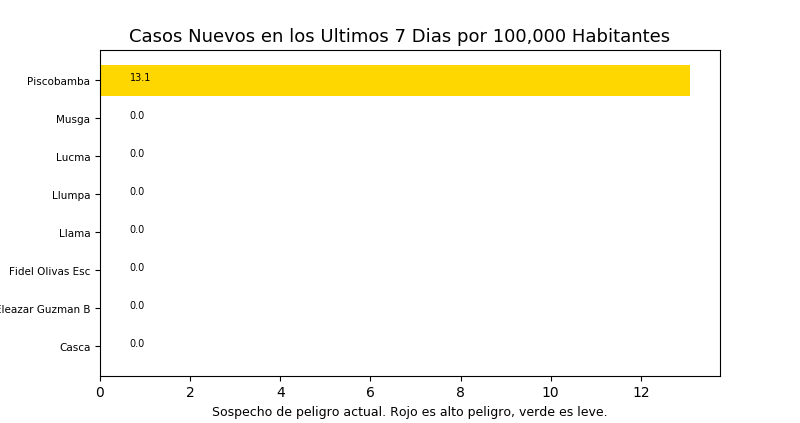 Casos Nuevos en los Ultimos 7 Dias por 100,000 Habitantes
Piscobamba 13.1
Musga 0.0
Lucma 0.0
Llumpa 0.0
Llama 0.0
Fidel Olivas Esc 0.0
Guzman B 0.0
Casca 0.0
0 2 4 6 8 10 12
Sospecho de peligro actual. Rojo es alto peligro, verde es leve.